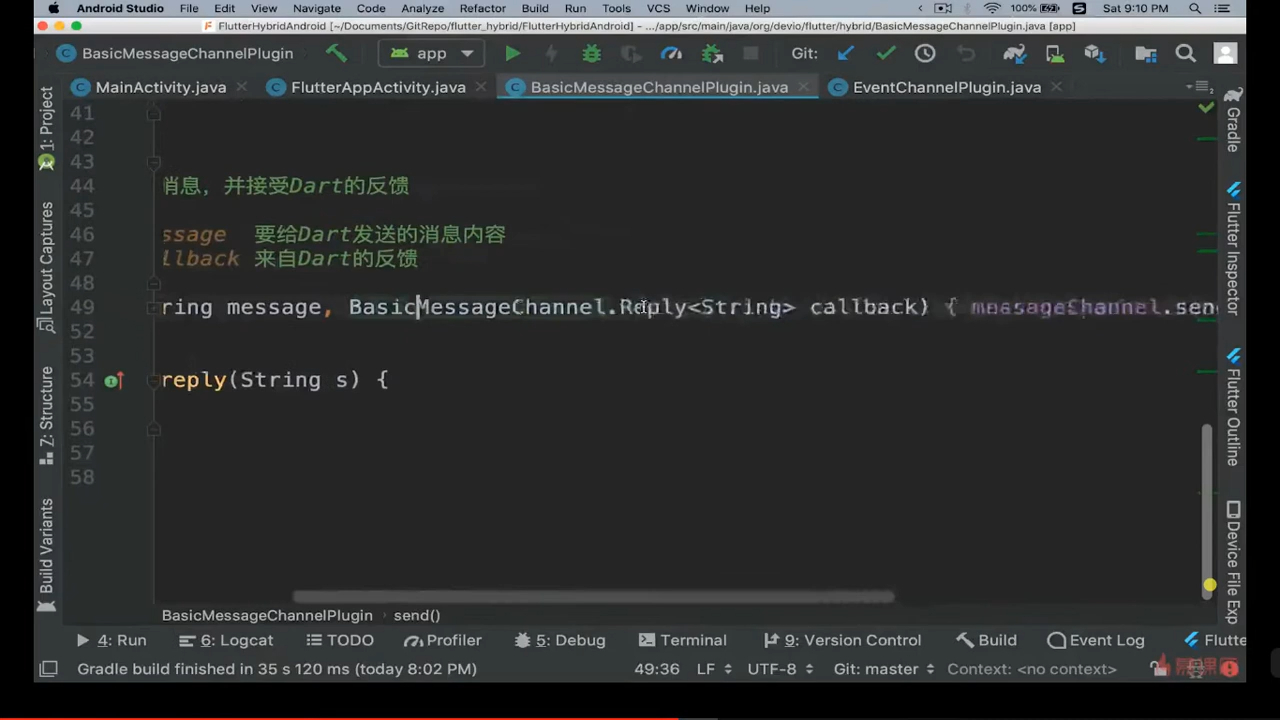 Android Studio File Edit View Navigate Code Analyze Refactor Build Run Tools VCS Window Help 100% Sat 9:10 PM
FlutterHybridAndroid [~/Documents/GitRepo/flutter_hybrid/FlutterHybridAndroid] - .../app/src/main/java/org/devio/flutter/hybrid/BasicMessageChannelPlugin.java [app]
BasicMessageChannelPlugin app Git:
MainActivity.java FlutterAppActivity.java BasicMessageChannelPlugin.java EventChannelPlugin.java
1: Project
Layout Captures
Z: Structure
Build Variants
41
42
43
44 消息，并接受Dart的反馈
45
46 ssage 要给Dart发送的消息内容
47 llback 来自Dart的反馈
48
49 ring message, BasicMessageChannel.Reply<String> callback) { messageChannel.sen
52
53
54 reply(String s) {
55
56
57
58
Gradle
Flutter Inspector
Flutter Outline
Device File Exp
BasicMessageChannelPlugin send()
4: Run 6: Logcat TODO Profiler 5: Debug Terminal 9: Version Control Build Event Log Flutte
Gradle build finished in 35 s 120 ms (today 8:02 PM) 49:36 LF UTF-8 Git: master Context: <no context>